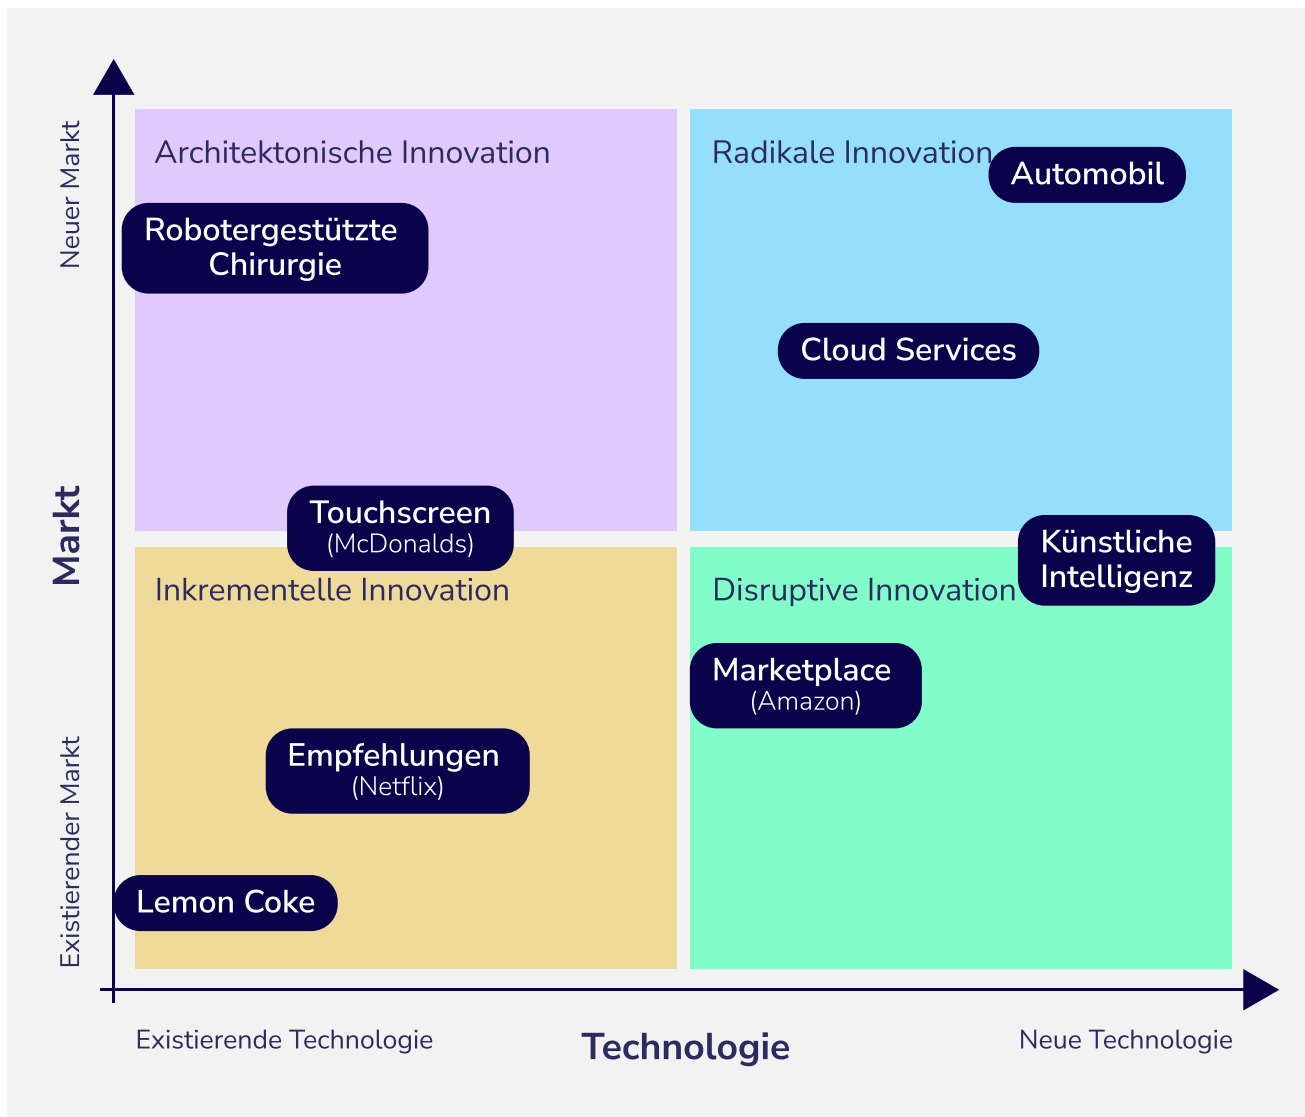 Neuer Markt
Markt
Existierender Markt
Architektonische Innovation
Robotergestützte
Chirurgie
Touchscreen
(McDonalds)
Radikale Innovation
Automobil
Cloud Services
Künstliche
Intelligenz
Inkrementelle Innovation
Empfehlungen
(Netflix)
Lemon Coke
Disruptive Innovation
Marketplace
(Amazon)
Existierende Technologie
Technologie
Neue Technologie